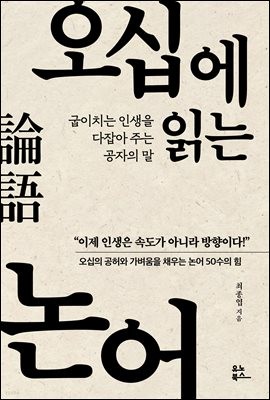 오십에
읽는
論語
논어
굽이치는 인생을
다잡아 주는
공자의 말
“이제 인생은 속도가 아니라 방향이다!”
오십의 공허와 가벼움을 채우는 논어 50수의 힘
최종엽 지음
유노
북스